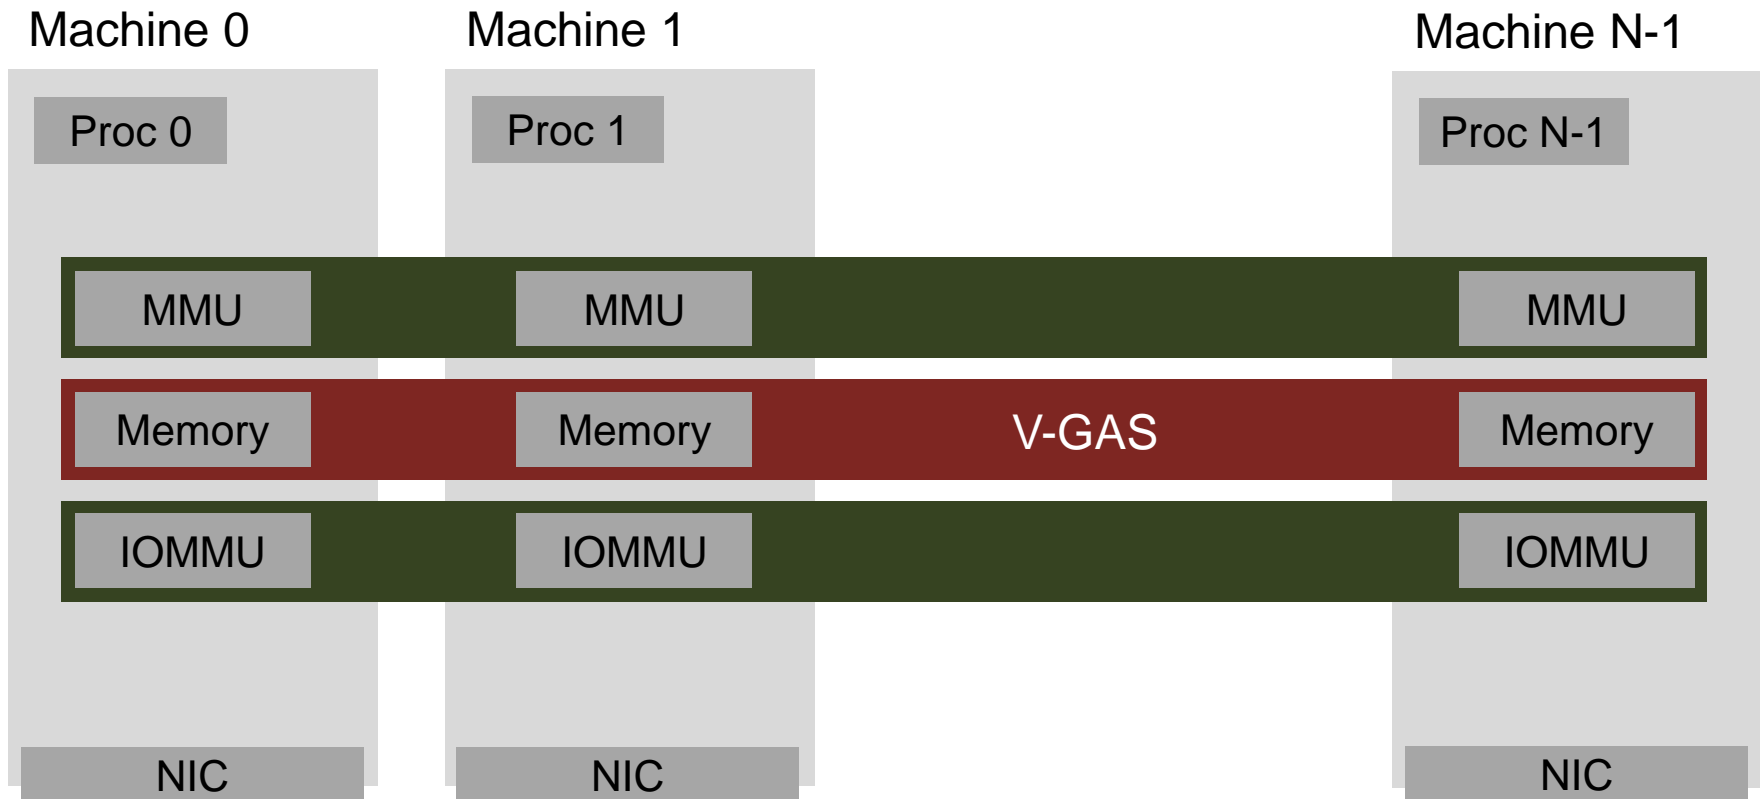 Machine 0
Machine 1
Machine N-1
Proc 0
Proc 1
Proc N-1
MMU
MMU
MMU
Memory
Memory
V-GAS
Memory
IOMMU
IOMMU
IOMMU
NIC
NIC
NIC